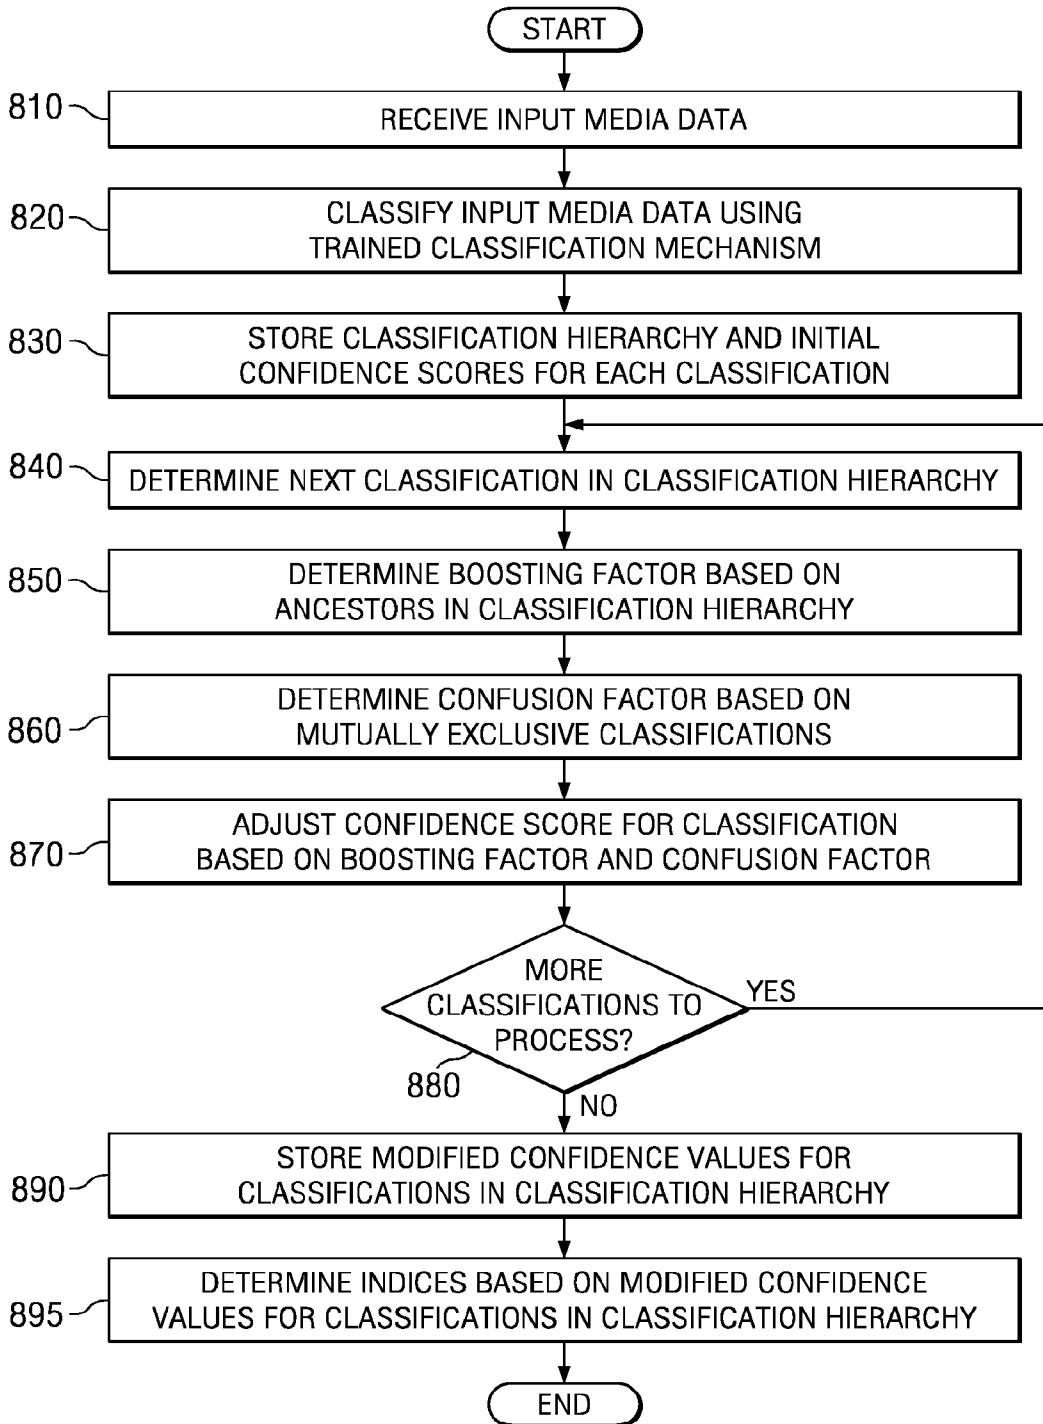 START
810
RECEIVE INPUT MEDIA DATA
820
CLASSIFY INPUT MEDIA DATA USING
TRAINED CLASSIFICATION MECHANISM
830
STORE CLASSIFICATION HIERARCHY AND INITIAL
CONFIDENCE SCORES FOR EACH CLASSIFICATION
840
DETERMINE NEXT CLASSIFICATION IN CLASSIFICATION HIERARCHY
850
DETERMINE BOOSTING FACTOR BASED ON
ANCESTORS IN CLASSIFICATION HIERARCHY
860
DETERMINE CONFUSION FACTOR BASED ON
MUTUALLY EXCLUSIVE CLASSIFICATIONS
870
ADJUST CONFIDENCE SCORE FOR CLASSIFICATION
BASED ON BOOSTING FACTOR AND CONFUSION FACTOR
MORE
CLASSIFICATIONS TO
PROCESS?
YES
880
NO
890
STORE MODIFIED CONFIDENCE VALUES FOR
CLASSIFICATIONS IN CLASSIFICATION HIERARCHY
895
DETERMINE INDICES BASED ON MODIFIED CONFIDENCE
VALUES FOR CLASSIFICATIONS IN CLASSIFICATION HIERARCHY
END